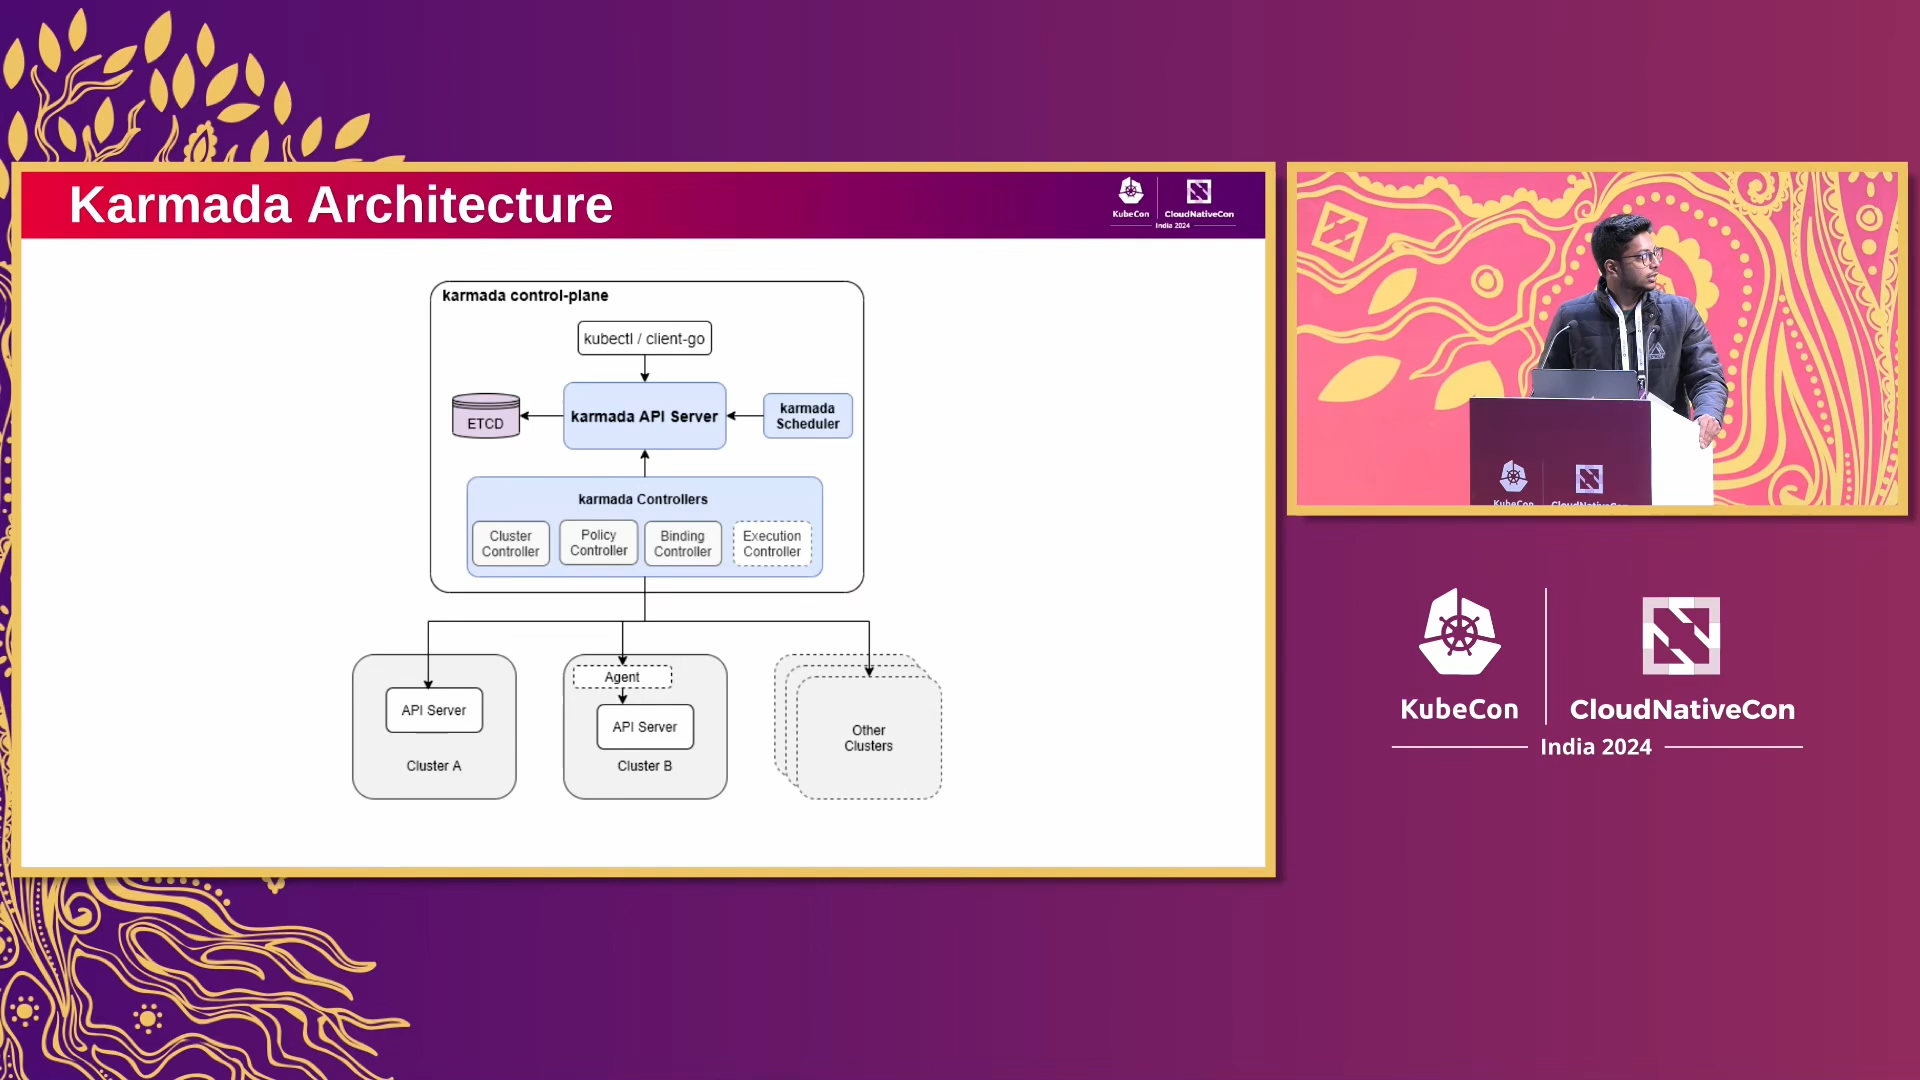 Karmada Architecture
KubeCon
CloudNativeCon
India 2024
karmada control-plane
kubectl / client-go
ETCD
karmada API Server
karmada
Scheduler
karmada Controllers
Cluster
Controller
Policy
Controller
Binding
Controller
Execution
Controller
API Server
Cluster A
Agent
API Server
Cluster B
Other
Clusters
KubeCon
CloudNativeCon
KubeCon
CloudNativeCon
India 2024